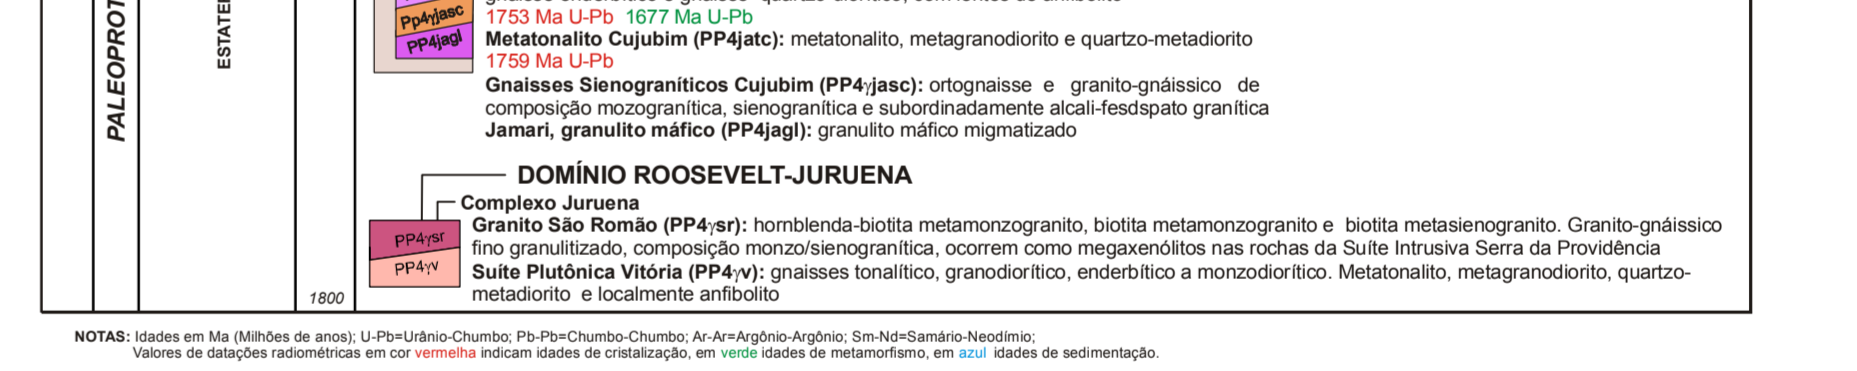 PALEOPROT
ESTATE
Pp4γjasc
PP4jagl
1753 Ma U-Pb 1677 Ma U-Pb
Metatonalito Cujubim (PP4jatc): metatonalito, metagranodiorito e quartzo-metadiorito
1759 Ma U-Pb
Gnaisses Sienograníticos Cujubim (PP4γjasc): ortognaisse e granito-gnáissico de
composição mozogranítica, sienogranítica e subordinadamente alcali-fesdspato granítica
Jamari, granulito máfico (PP4jagl): granulito máfico migmatizado
DOMÍNIO ROOSEVELT-JURUENA
Complexo Juruena
PP4γsr
Granito São Romão (PP4γsr): hornblenda-biotita metamonzogranito, biotita metamonzogranito e biotita metasienogranito. Granito-gnáissico
fino granulitizado, composição monzo/sienogranítica, ocorrem como megaxenólitos nas rochas da Suíte Intrusiva Serra da Providência
PP4γv
Suíte Plutônica Vitória (PP4γv): gnaisses tonalítico, granodiorítico, enderbítico a monzodiorítico. Metatonalito, metagranodiorito, quartzo-
metadiorito e localmente anfibolito
1800
NOTAS: Idades em Ma (Milhões de anos); U-Pb=Urânio-Chumbo; Pb-Pb=Chumbo-Chumbo; Ar-Ar=Argônio-Argônio; Sm-Nd=Samário-Neodímio;
Valores de datações radiométricas em cor vermelha indicam idades de cristalização, em verde idades de metamorfismo, em azul idades de sedimentação.